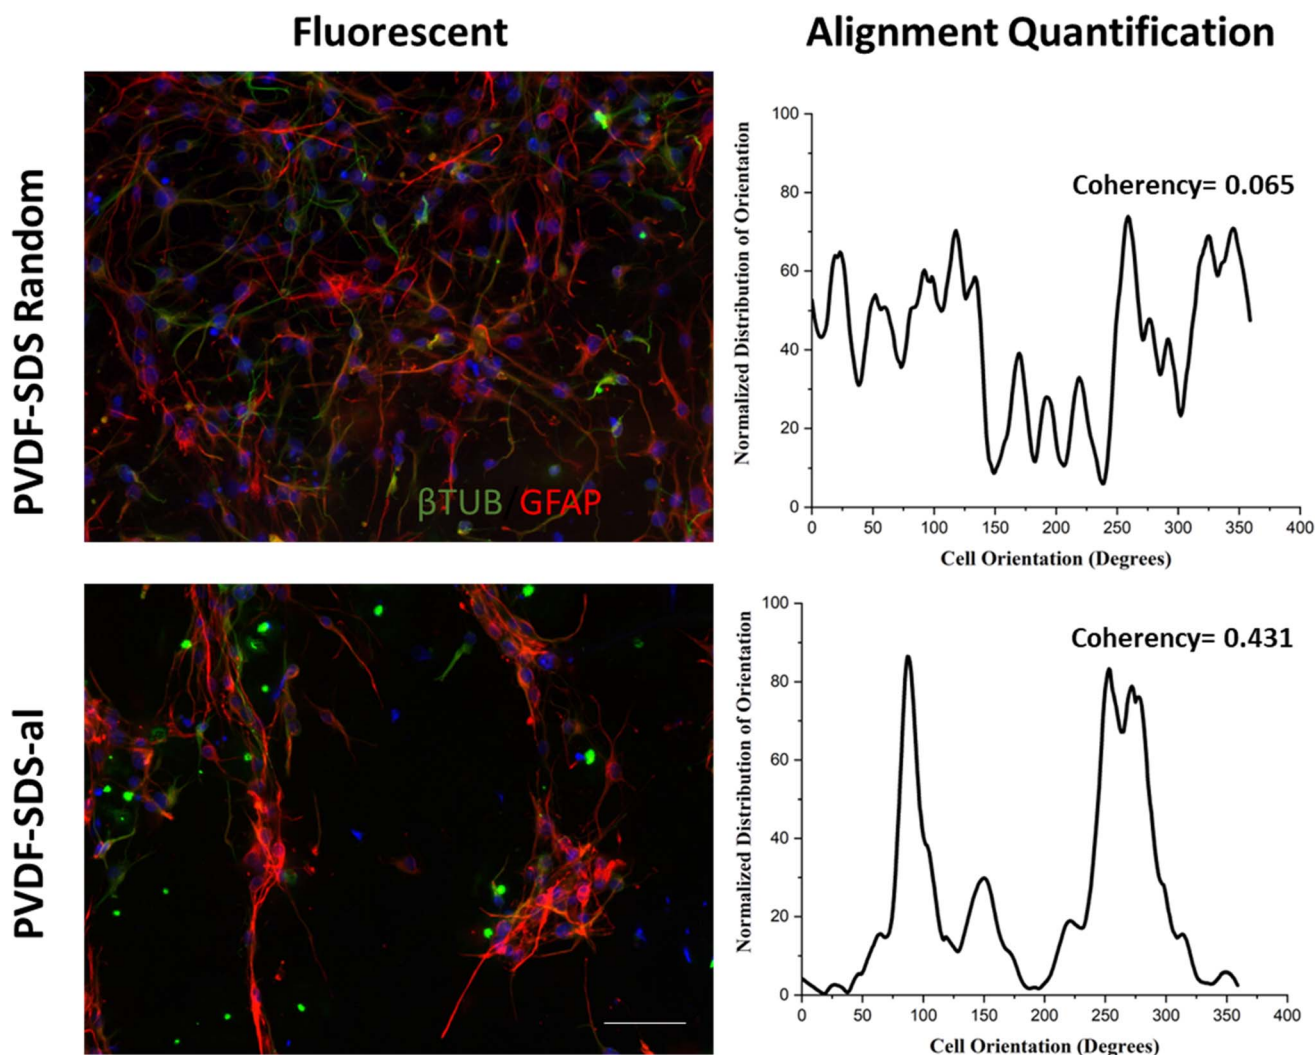 Fluorescent
Alignment Quantification
PVDF-SDS Random
βTUB/GFAP
Normalized Distribution of Orientation
100
80
60
40
20
0
Coherency= 0.065
0 50 100 150 200 250 300 350 400
Cell Orientation (Degrees)
PVDF-SDS-al
Normalized Distribution of Orientation
100
80
60
40
20
0
Coherency= 0.431
0 50 100 150 200 250 300 350 400
Cell Orientation (Degrees)